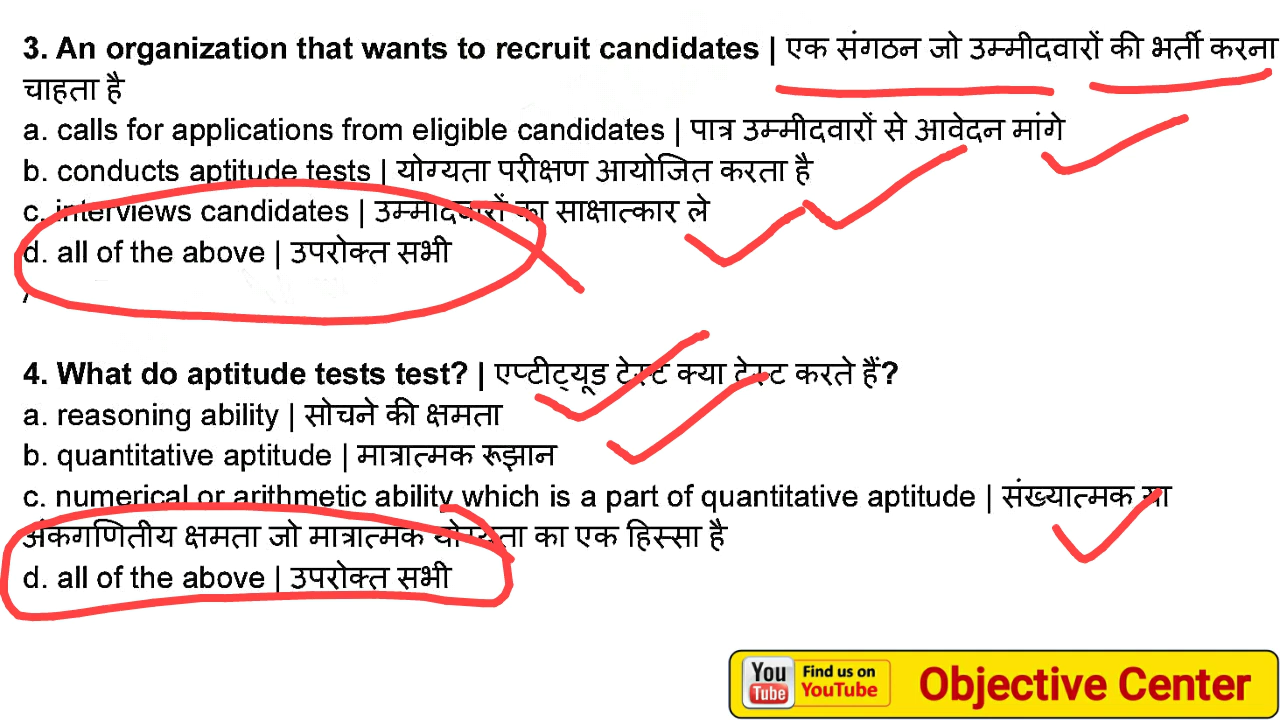 3. An organization that wants to recruit candidates | एक संगठन जो उम्मीदवारों की भर्ती करना
चाहता है
a. calls for applications from eligible candidates | पात्र उम्मीदवारों से आवेदन मांगे
b. conducts aptitude tests | योग्यता परीक्षण आयोजित करता है
c. interviews candidates | उम्मीदवारों का साक्षात्कार ले
d. all of the above | उपरोक्त सभी
4. What do aptitude tests test? | एप्टीट्यूड टेस्ट क्या टेस्ट करते हैं?
a. reasoning ability | सोचने की क्षमता
b. quantitative aptitude | मात्रात्मक रूझान
c. numerical or arithmetic ability which is a part of quantitative aptitude | संख्यात्मक या
अंकगणितीय क्षमता जो मात्रात्मक योग्यता का एक हिस्सा है
d. all of the above | उपरोक्त सभी
You Tube Find us on YouTube Objective Center